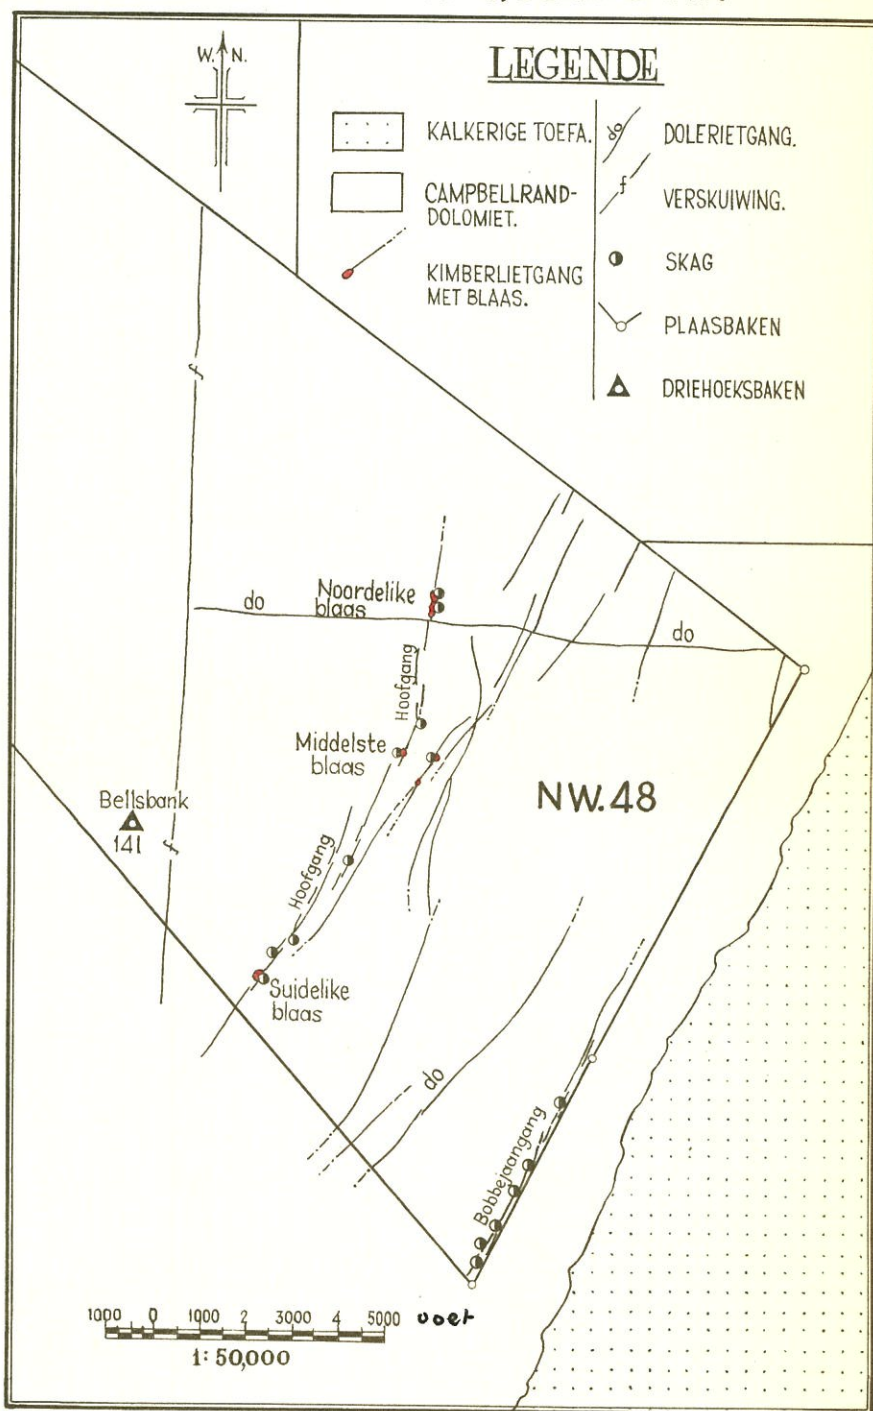 W. N.
LEGENDE
KALKERIGE TOEFA.
CAMPBELLRAND-
DOLOMIET.
KIMBERLIETGANG
MET BLAAS.
do
DOLERIETGANG.
f
VERSKUIWING.
SKAG
PLAASBAKEN
DRIEHOEKSBAKEN
f
Noordelike
blaas
do
do
Hoofgang
Middelste
blaas
NW.48
Bellsbank
141
f
Hoofgang
Suidelike
blaas
do
Bobbejaangang
1000 0 1000 2 3000 4 5000 voet
1:50,000